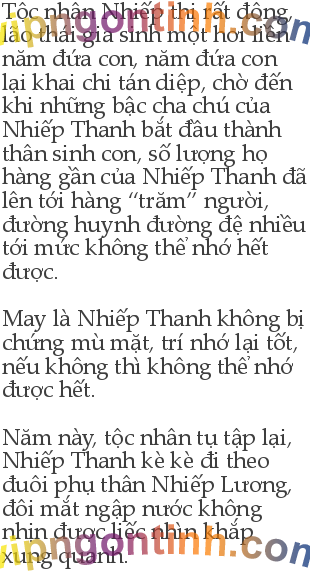 Tộc nhân Nhiếp thị rất đông,
lão thái gia sinh một hơi liền
năm đứa con, năm đứa con
lại khai chi tán diệp, chờ đến
khi những bậc cha chú của
Nhiếp Thanh bắt đầu thành
thân sinh con, số lượng họ
hàng gần của Nhiếp Thanh đã
lên tới hàng “trăm” người,
đường huynh đường đệ nhiều
tới mức không thể nhớ hết
được.
May là Nhiếp Thanh không bị
chứng mù mặt, trí nhớ lại tốt,
nếu không thì không thể nhớ
được hết.
Năm này, tộc nhân tụ tập lại,
Nhiếp Thanh kè kè đi theo
đuôi phụ thân Nhiếp Lương,
đôi mắt ngập nước không
nhịn được liếc nhìn khắp
xung quanh.
vipngontinh.com
vipngontinh.com